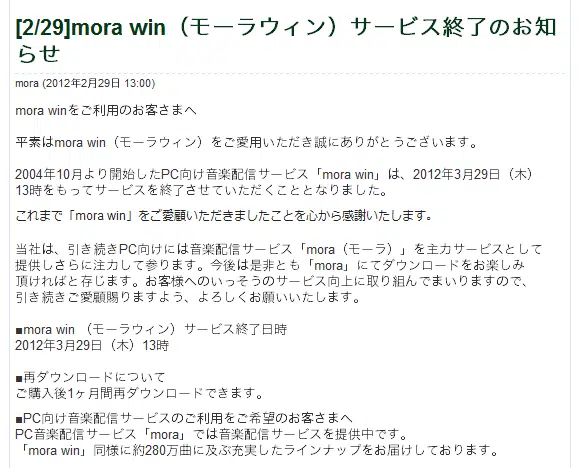 [2/29]mora win（モーラウィン）サービス終了のお知
らせ
mora (2012年2月29日 13:00)
mora winをご利用のお客さまへ
平素はmora win（モーラウィン）をご愛用いただき誠にありがとうございます。
2004年10月より開始したPC向け音楽配信サービス「mora win」は、2012年3月29日（木）
13時をもってサービスを終了させていただくこととなりました。
これまで「mora win」をご愛顧いただきましたことを心から感謝いたします。
当社は、引き続きPC向けには音楽配信サービス「mora（モーラ）」を主力サービスとして
提供しさらに注力して参ります。今後は是非とも「mora」にてダウンロードをお楽しみ
頂ければと存じます。お客様へのいっそうのサービス向上に取り組んでまいりますので、
引き続きご愛顧賜りますよう、よろしくお願いいたします。
■mora win （モーラウィン）サービス終了日時
2012年3月29日（木）13時
■再ダウンロードについて
ご購入後1ヶ月間再ダウンロードできます。
■PC向け音楽配信サービスのご利用をご希望のお客さまへ
PC音楽配信サービス「mora」では音楽配信サービスを提供中です。
「mora win」同様に約280万曲に及ぶ充実したラインナップをお届けしております。